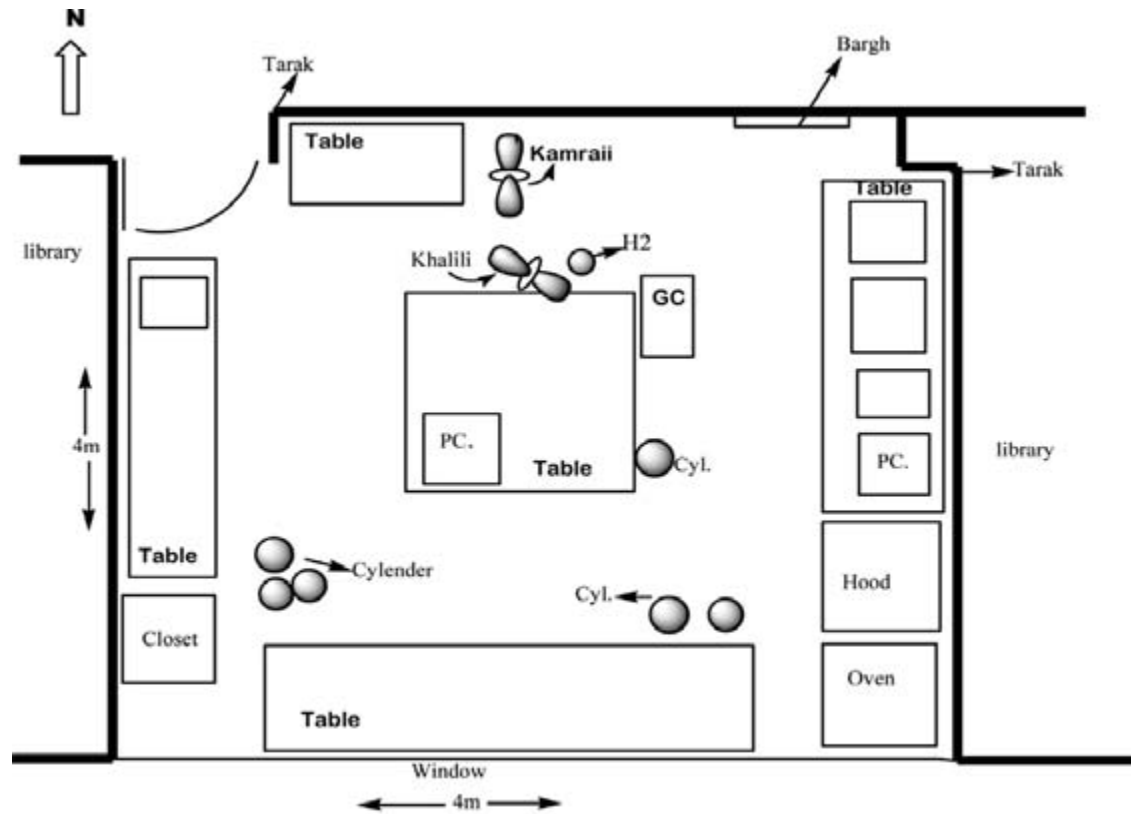 N
Tarak
Bargh
Table
Kamraii
Tarak
Table
library
Khalili
H2
GC
4m
PC.
Table
Cyl.
PC.
library
Table
Cylender
Hood
Cyl.
Closet
Oven
Table
Window
4m